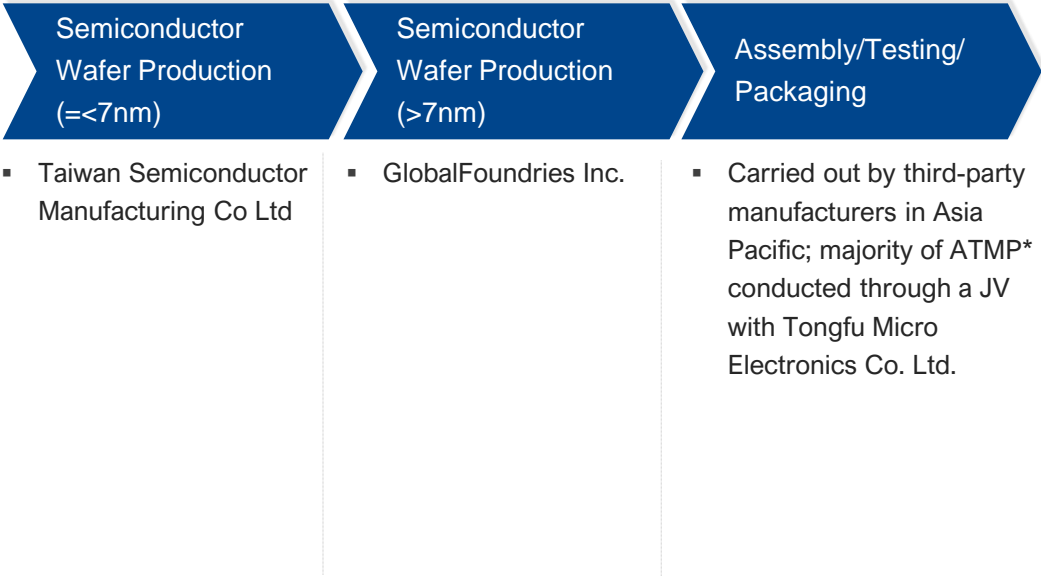 Semiconductor
Wafer Production
(=<7nm)
Semiconductor
Wafer Production
(>7nm)
Assembly/Testing/
Packaging
▪ Taiwan Semiconductor
Manufacturing Co Ltd
▪ GlobalFoundries Inc.
▪ Carried out by third-party
manufacturers in Asia
Pacific; majority of ATMP*
conducted through a JV
with Tongfu Micro
Electronics Co. Ltd.